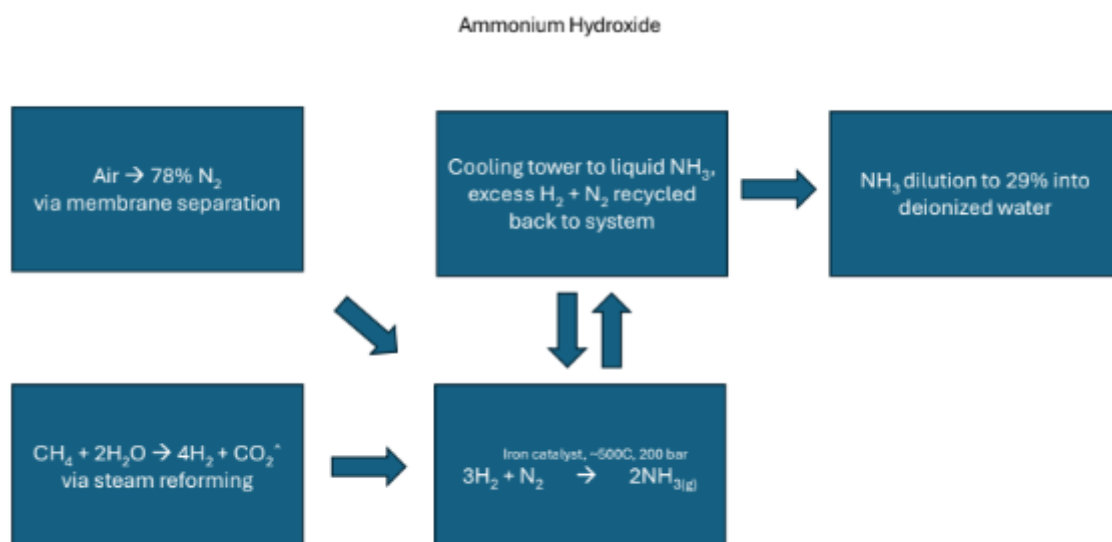 Ammonium Hydroxide
Air → 78% N₂
via membrane separation
Cooling tower to liquid NH₃,
excess H₂ + N₂ recycled
back to system
NH₃ dilution to 29% into
deionized water
CH₄ + 2H₂O → 4H₂ + CO₂^
via steam reforming
Iron catalyst, ~500C, 200 bar
3H₂ + N₂ → 2NH₃₍g₎